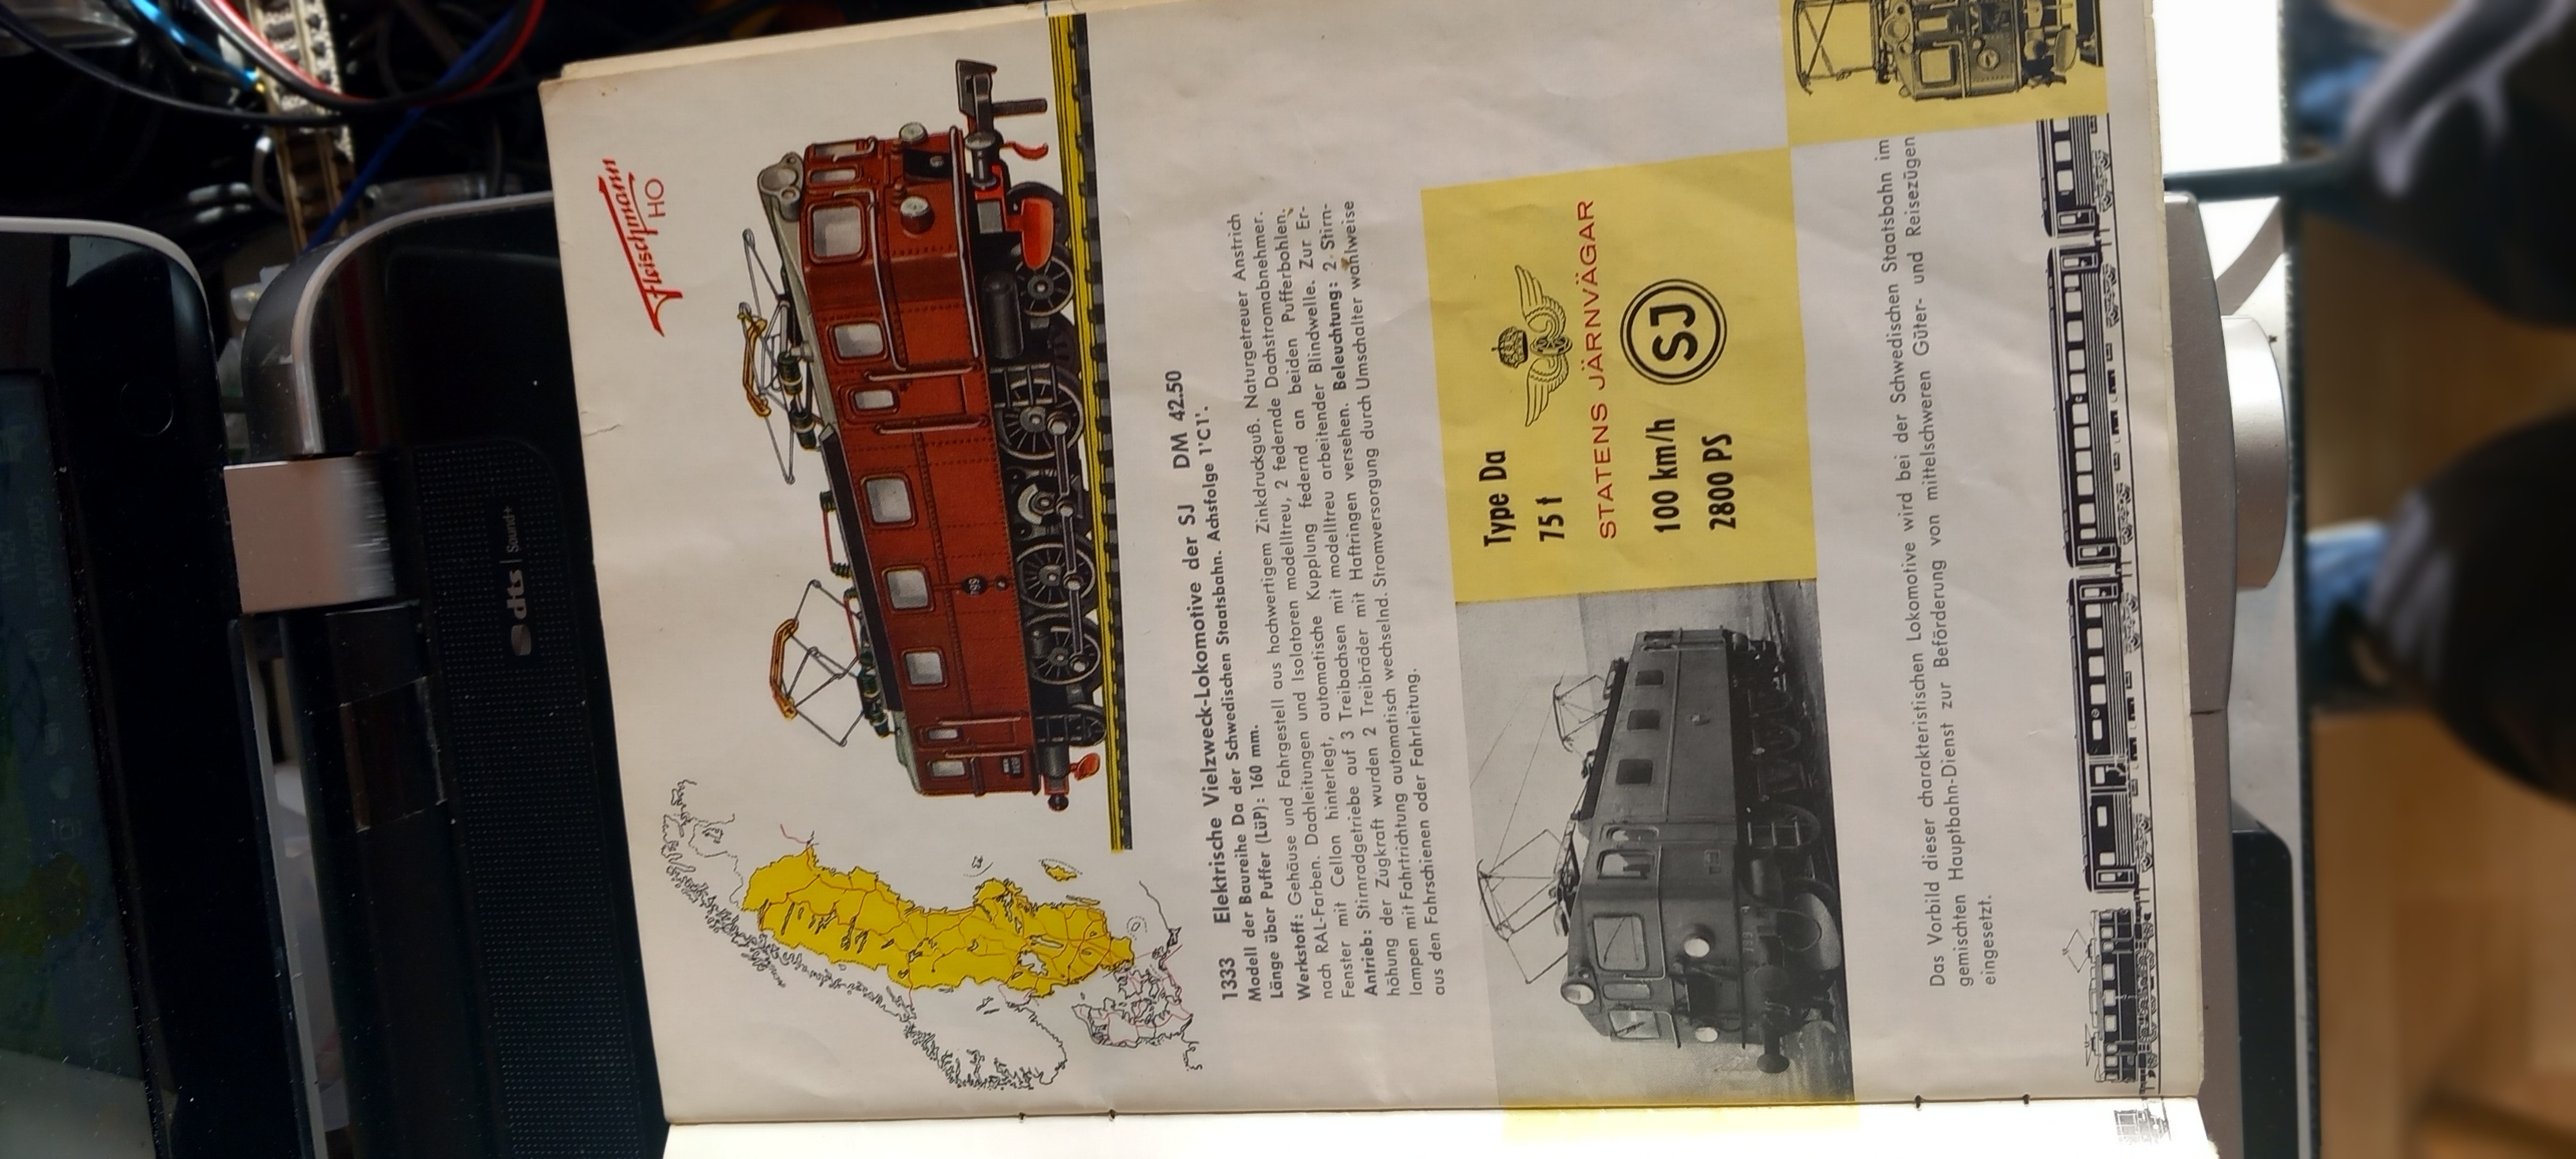 Fleischmann
HO
1333 Elektrische Vielzweck-Lokomotive der SJ DM 42.50
Modell der Baureihe Da der Schwedischen Staatsbahn. Achsfolge 1'C1'.
Länge über Puffer (LüP): 160 mm.
Werkstoff: Gehäuse und Fahrgestell aus hochwertigem Zinkdruckguß. Naturgetreuer Anstrich
nach RAL-Farben. Dachleitungen und Isolatoren modelltreu, 2 federnde Dachstromabnehmer.
Fenster mit Cellon hinterlegt, automatische Kupplung federnd an beiden Pufferbohlen.
Antrieb: Stirnradgetriebe auf 3 Treibachsen mit modelltreu arbeitender Blindwelle. Zur Er-
höhung der Zugkraft wurden 2 Treibräder mit Haftringen versehen. Beleuchtung: 2 Stirn-
lampen mit Fahrtrichtung automatisch wechselnd. Stromversorgung durch Umschalter wahlweise
aus den Fahrschienen oder Fahrleitung.
Type Da
75 t
STATENS JÄRNVÄGAR
100 km/h
SJ
2800 PS
Das Vorbild dieser charakteristischen Lokomotive wird bei der Schwedischen Staatsbahn im
gemischten Hauptbahn-Dienst zur Beförderung von mittelschweren Güter- und Reisezügen
eingesetzt.
dts Sound+